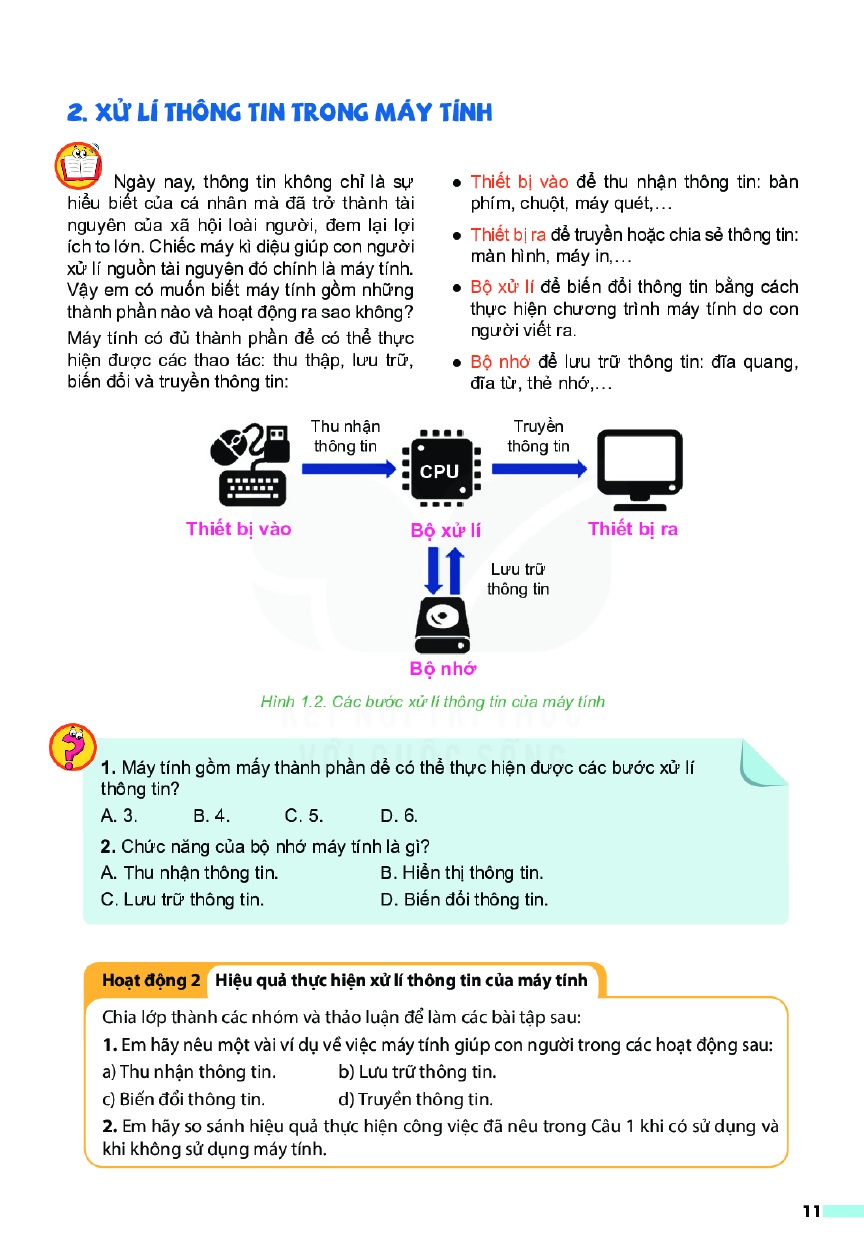 2. XỬ LÍ THÔNG TIN TRONG MÁY TÍNH
Ngày nay, thông tin không chỉ là sự
hiểu biết của cá nhân mà đã trở thành tài
nguyên của xã hội loài người, đem lại lợi
ích to lớn. Chiếc máy kì diệu giúp con người
xử lí nguồn tài nguyên đó chính là máy tính.
Vậy em có muốn biết máy tính gồm những
thành phần nào và hoạt động ra sao không?
Máy tính có đủ thành phần để có thể thực
hiện được các thao tác: thu thập, lưu trữ,
biến đổi và truyền thông tin:
● Thiết bị vào để thu nhận thông tin: bàn
phím, chuột, máy quét,...
● Thiết bị ra để truyền hoặc chia sẻ thông tin:
màn hình, máy in,...
● Bộ xử lí để biến đổi thông tin bằng cách
thực hiện chương trình máy tính do con
người viết ra.
● Bộ nhớ để lưu trữ thông tin: đĩa quang,
đĩa từ, thẻ nhớ,...
Thu nhận
thông tin
Truyền
thông tin
CPU
Thiết bị vào
Bộ xử lí
Thiết bị ra
Lưu trữ
thông tin
Bộ nhớ
Hình 1.2. Các bước xử lí thông tin của máy tính
KẾT NỐI TRI THỨC
VỚI CUỘC SỐNG
?
1. Máy tính gồm mấy thành phần để có thể thực hiện được các bước xử lí
thông tin?
A. 3. B. 4. C. 5. D. 6.
2. Chức năng của bộ nhớ máy tính là gì?
A. Thu nhận thông tin. B. Hiển thị thông tin.
C. Lưu trữ thông tin. D. Biến đổi thông tin.
Hoạt động 2 Hiệu quả thực hiện xử lí thông tin của máy tính
Chia lớp thành các nhóm và thảo luận để làm các bài tập sau:
1. Em hãy nêu một vài ví dụ về việc máy tính giúp con người trong các hoạt động sau:
a) Thu nhận thông tin. b) Lưu trữ thông tin.
c) Biến đổi thông tin. d) Truyền thông tin.
2. Em hãy so sánh hiệu quả thực hiện công việc đã nêu trong Câu 1 khi có sử dụng và
khi không sử dụng máy tính.
11